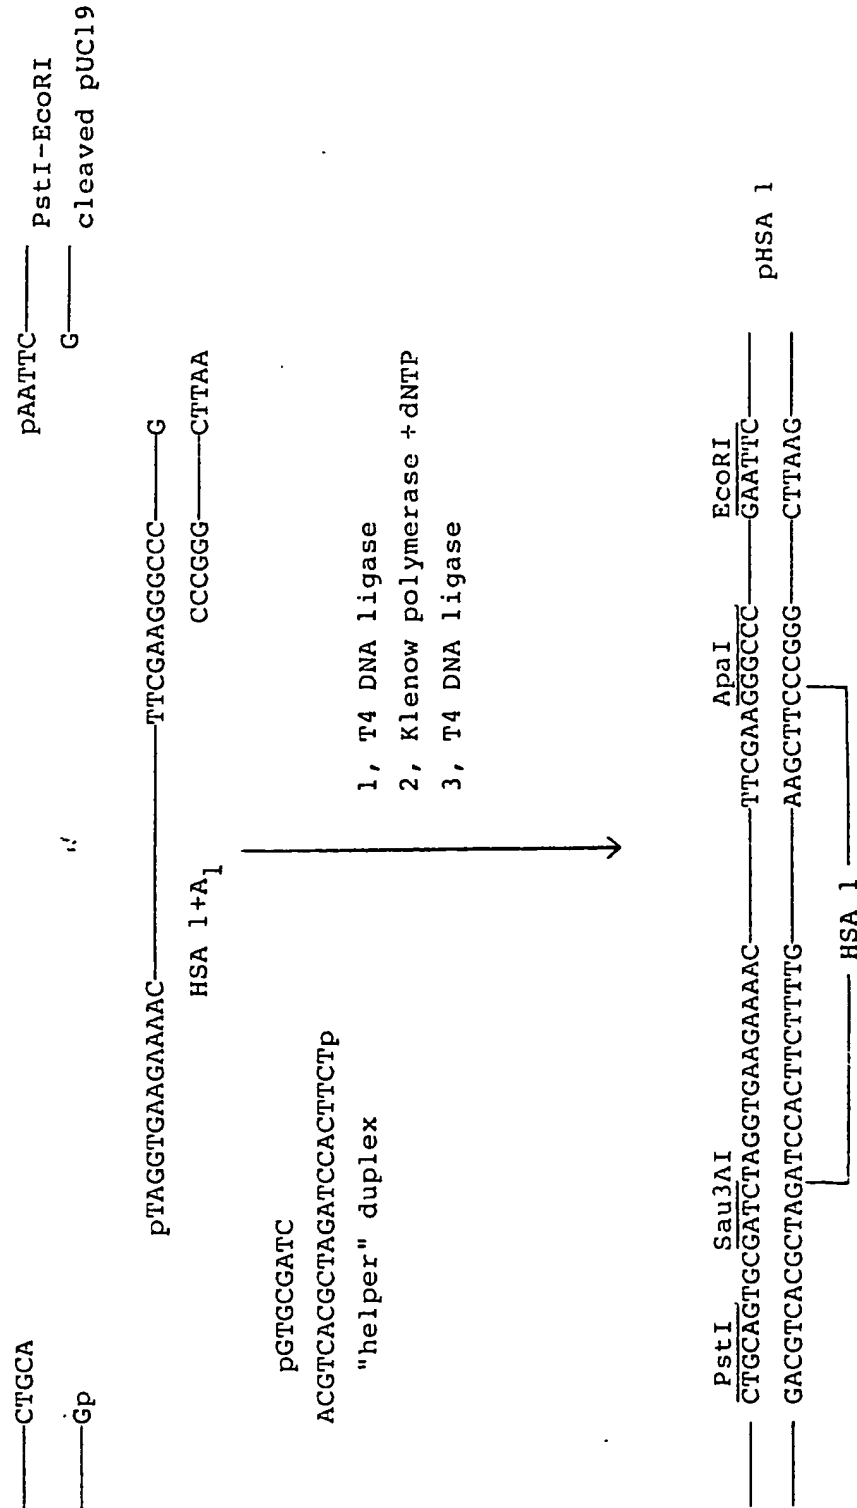 CTGCA
Gp
pAATTC
PstI-EcoRI
G
cleaved pUC19
pTAGGTGAAGAAAAC
TTCGAAGGGCCC
G
HSA 1+A1
CCCGGG
CTTAA
pGTGCGATC
ACGTCACGCTAGATCCACTTCTp
"helper" duplex
1, T4 DNA ligase
2, Klenow polymerase +dNTP
3, T4 DNA ligase
PstI
Sau3AI
ApaI
EcoRI
CTGCAGTGCGATCTAGGTGAAGAAAAC
TTCGAAGGGCCC
GAATTC
GACGTCACGCTAGATCCACTTCTTTTG
AAGCTTCCCGGG
CTTAAG
pHSA 1
HSA 1